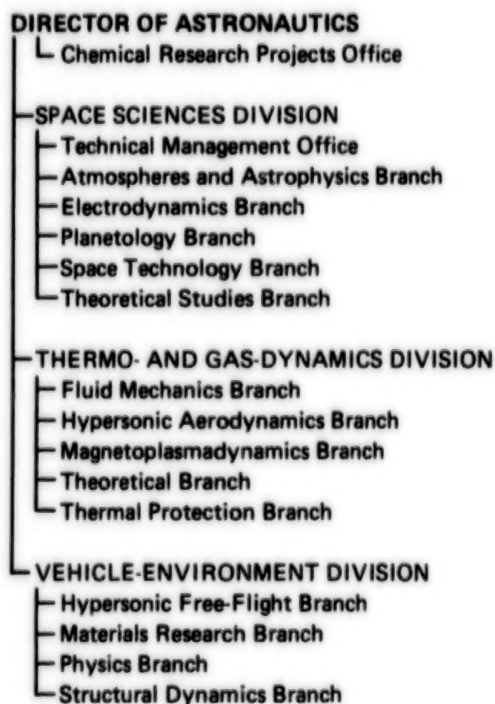 DIRECTOR OF ASTRONAUTICS
Chemical Research Projects Office
SPACE SCIENCES DIVISION
Technical Management Office
Atmospheres and Astrophysics Branch
Electrodynamics Branch
Planetology Branch
Space Technology Branch
Theoretical Studies Branch
THERMO- AND GAS-DYNAMICS DIVISION
Fluid Mechanics Branch
Hypersonic Aerodynamics Branch
Magnetoplasmadynamics Branch
Theoretical Branch
Thermal Protection Branch
VEHICLE-ENVIRONMENT DIVISION
Hypersonic Free-Flight Branch
Materials Research Branch
Physics Branch
Structural Dynamics Branch